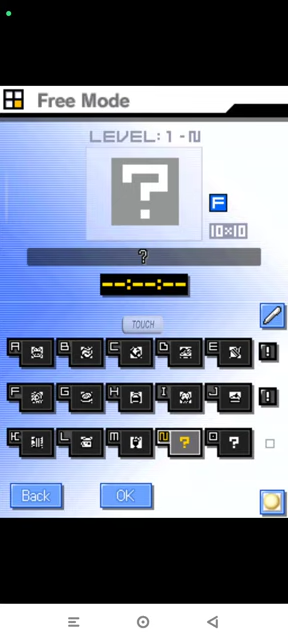 Free Mode
LEVEL: 1 - N
?
F
10×10
?
--:--:--
TOUCH
A B C D E !
F G H I J !
K L M N ? O ?
Back OK